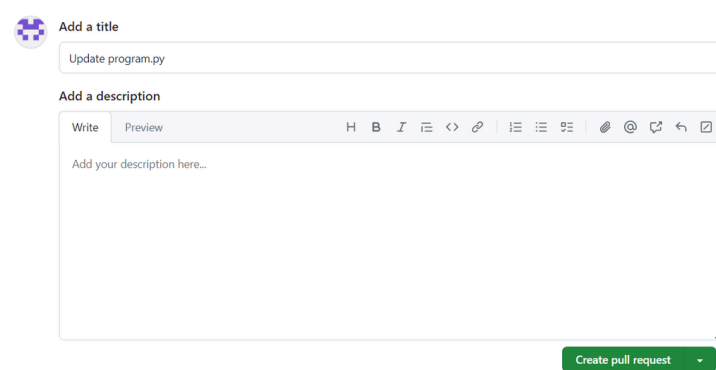 Add a title
Update program.py
Add a description
Write Preview H B I
Add your description here...
Create pull request